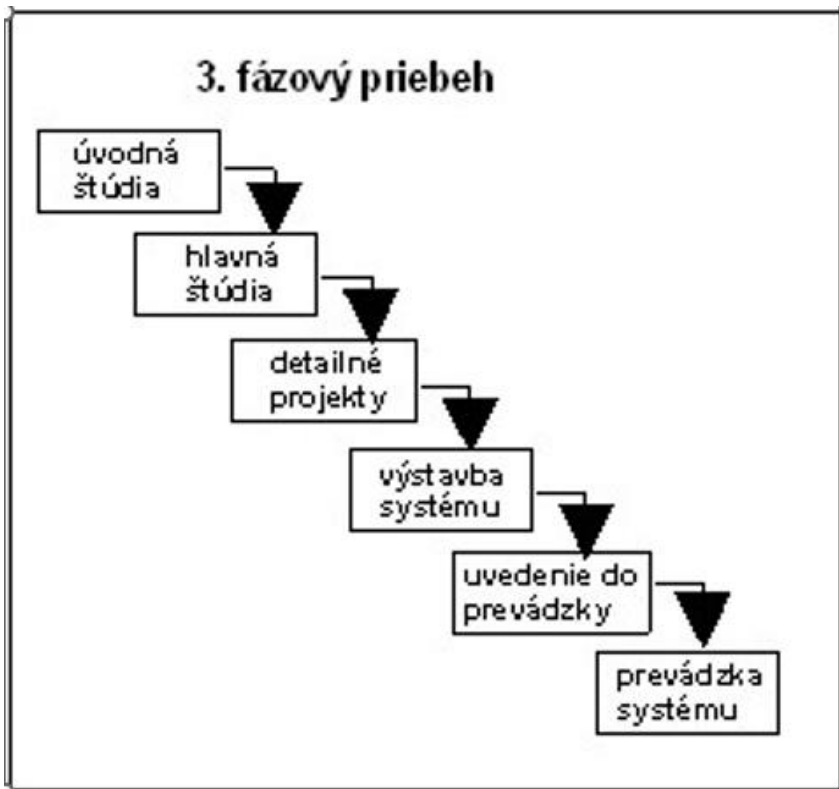 3. fázový priebeh
úvodná
štúdia
hlavná
štúdia
detailné
projekty
výstavba
systému
uvedenie do
prevádzky
prevádzka
systému